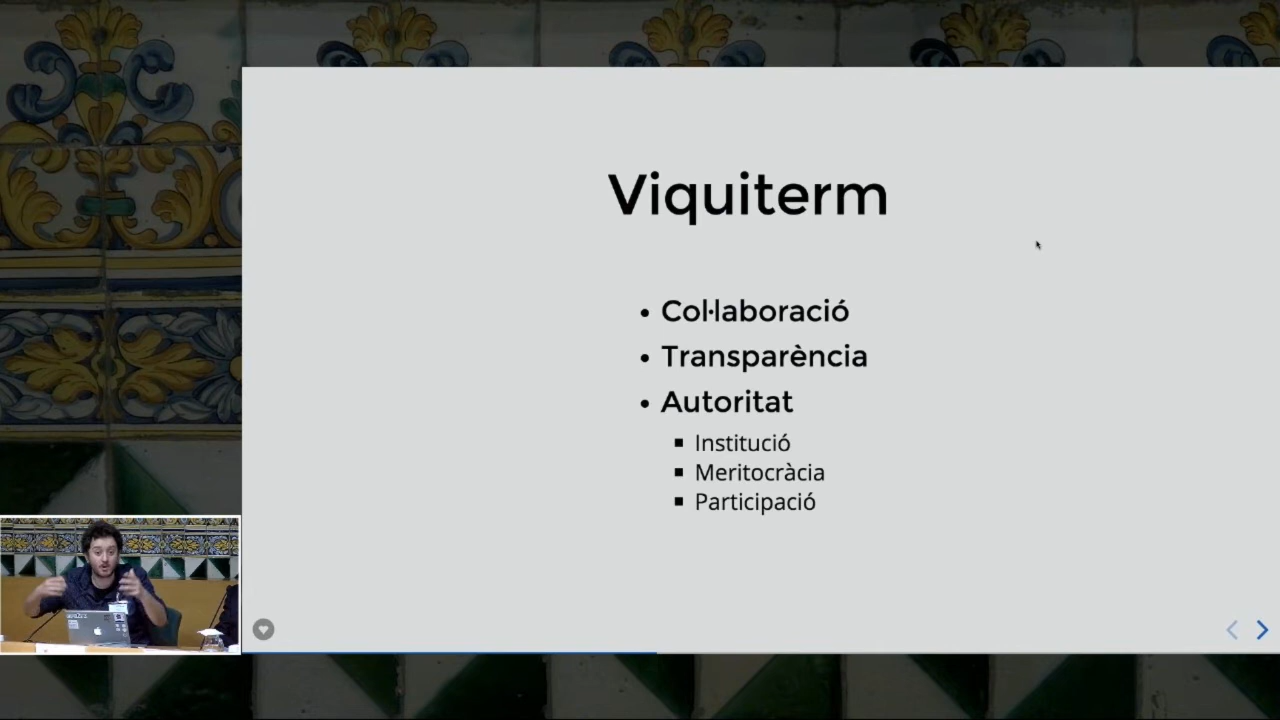 Viquiterm
Col·laboració
Transparència
Autoritat
Institució
Meritocràcia
Participació